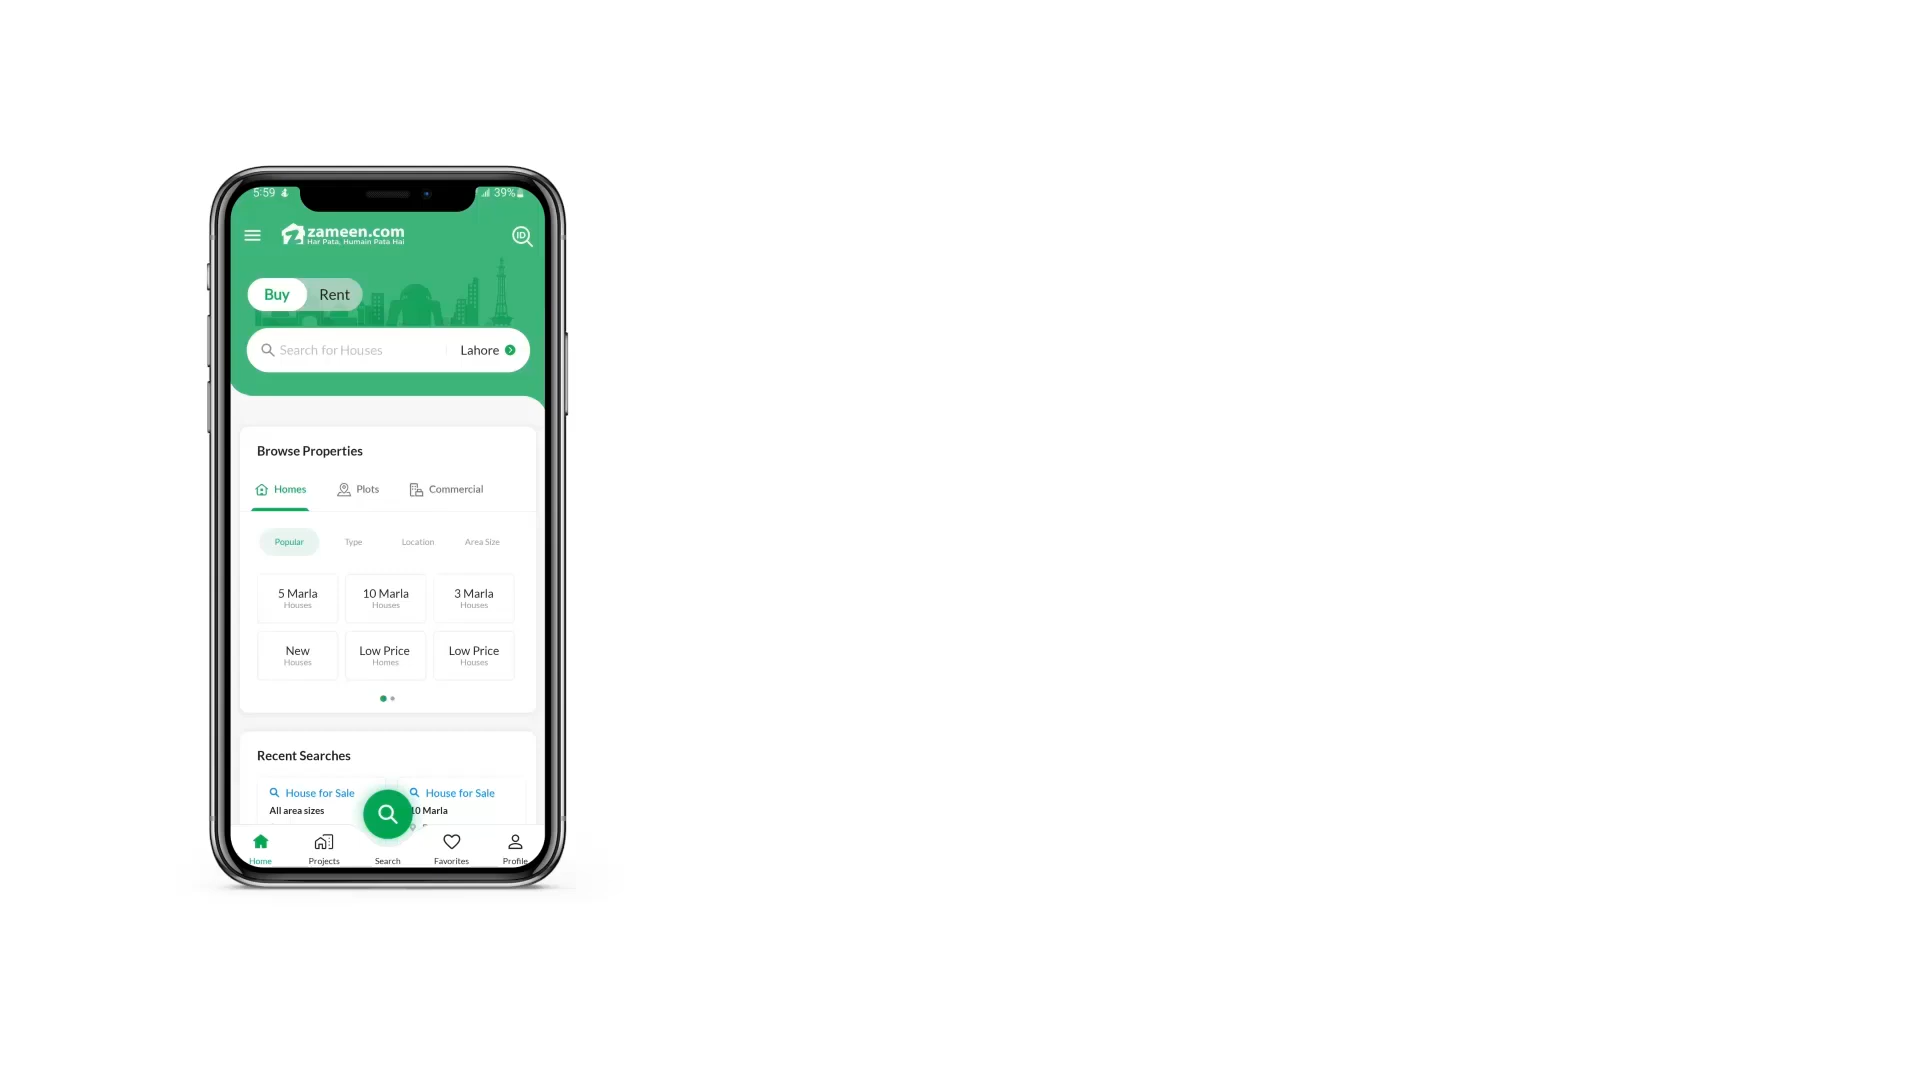 5:59
39%
zameen.com
Har Pata, Humain Pata Hai
ID
Buy Rent
Search for Houses Lahore
Browse Properties
Homes Plots Commercial
Popular Type Location Area Size
5 Marla 10 Marla 3 Marla
Houses Houses Houses
New Low Price Low Price
Houses Homes Houses
Recent Searches
House for Sale House for Sale
All area sizes 10 Marla
Home Projects Search Favorites Profile